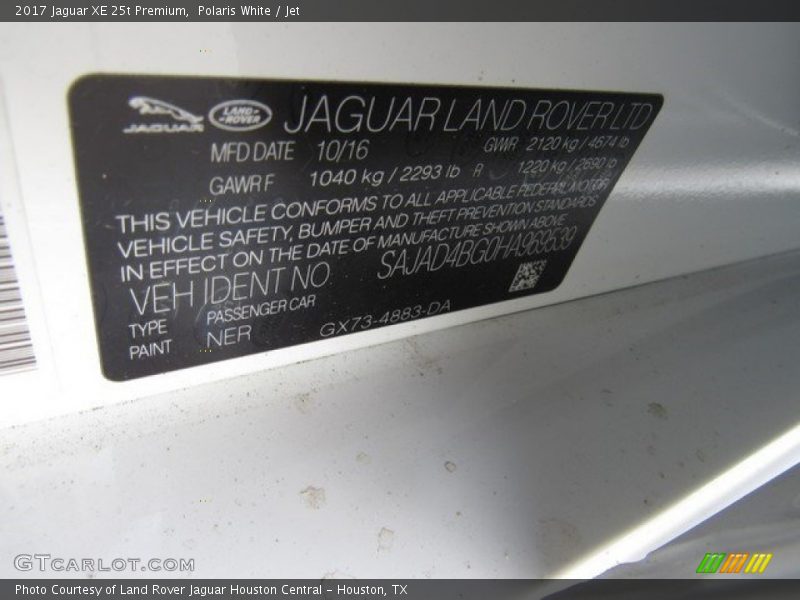 2017 Jaguar XE 25t Premium,  Polaris White / Jet
JAGUAR LAND-ROVER JAGUAR LAND ROVER LTD
MFD DATE 10/16 GWR 2120 kg / 4674 lb
GAWR F 1040 kg / 2293 lb R 1220 kg / 2690 lb
THIS VEHICLE CONFORMS TO ALL APPLICABLE FEDERAL MOTOR
VEHICLE SAFETY, BUMPER AND THEFT PREVENTION STANDARDS
IN EFFECT ON THE DATE OF MANUFACTURE SHOWN ABOVE
VEH IDENT NO SAJAD4BG0HA969539
TYPE PASSENGER CAR
PAINT NER GX73-4883-DA
GTCARLOT.COM
Photo Courtesy of Land Rover Jaguar Houston Central - Houston, TX